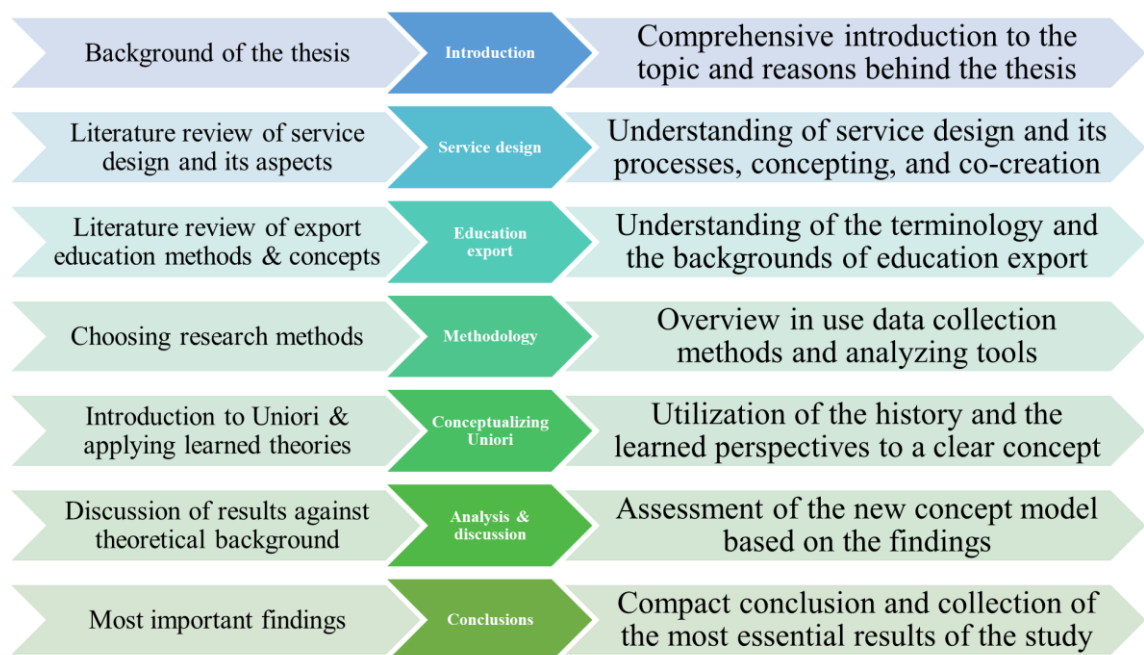 Background of the thesis
Introduction
Comprehensive introduction to the
topic and reasons behind the thesis
Literature review of service
design and its aspects
Service design
Understanding of service design and its
processes, concepting, and co-creation
Literature review of export
education methods & concepts
Education
export
Understanding of the terminology and
the backgrounds of education export
Choosing research methods
Methodology
Overview in use data collection
methods and analyzing tools
Introduction to Uniori &
applying learned theories
Conceptualizing
Uniori
Utilization of the history and the
learned perspectives to a clear concept
Discussion of results against
theoretical background
Analysis &
discussion
Assessment of the new concept model
based on the findings
Most important findings
Conclusions
Compact conclusion and collection of
the most essential results of the study